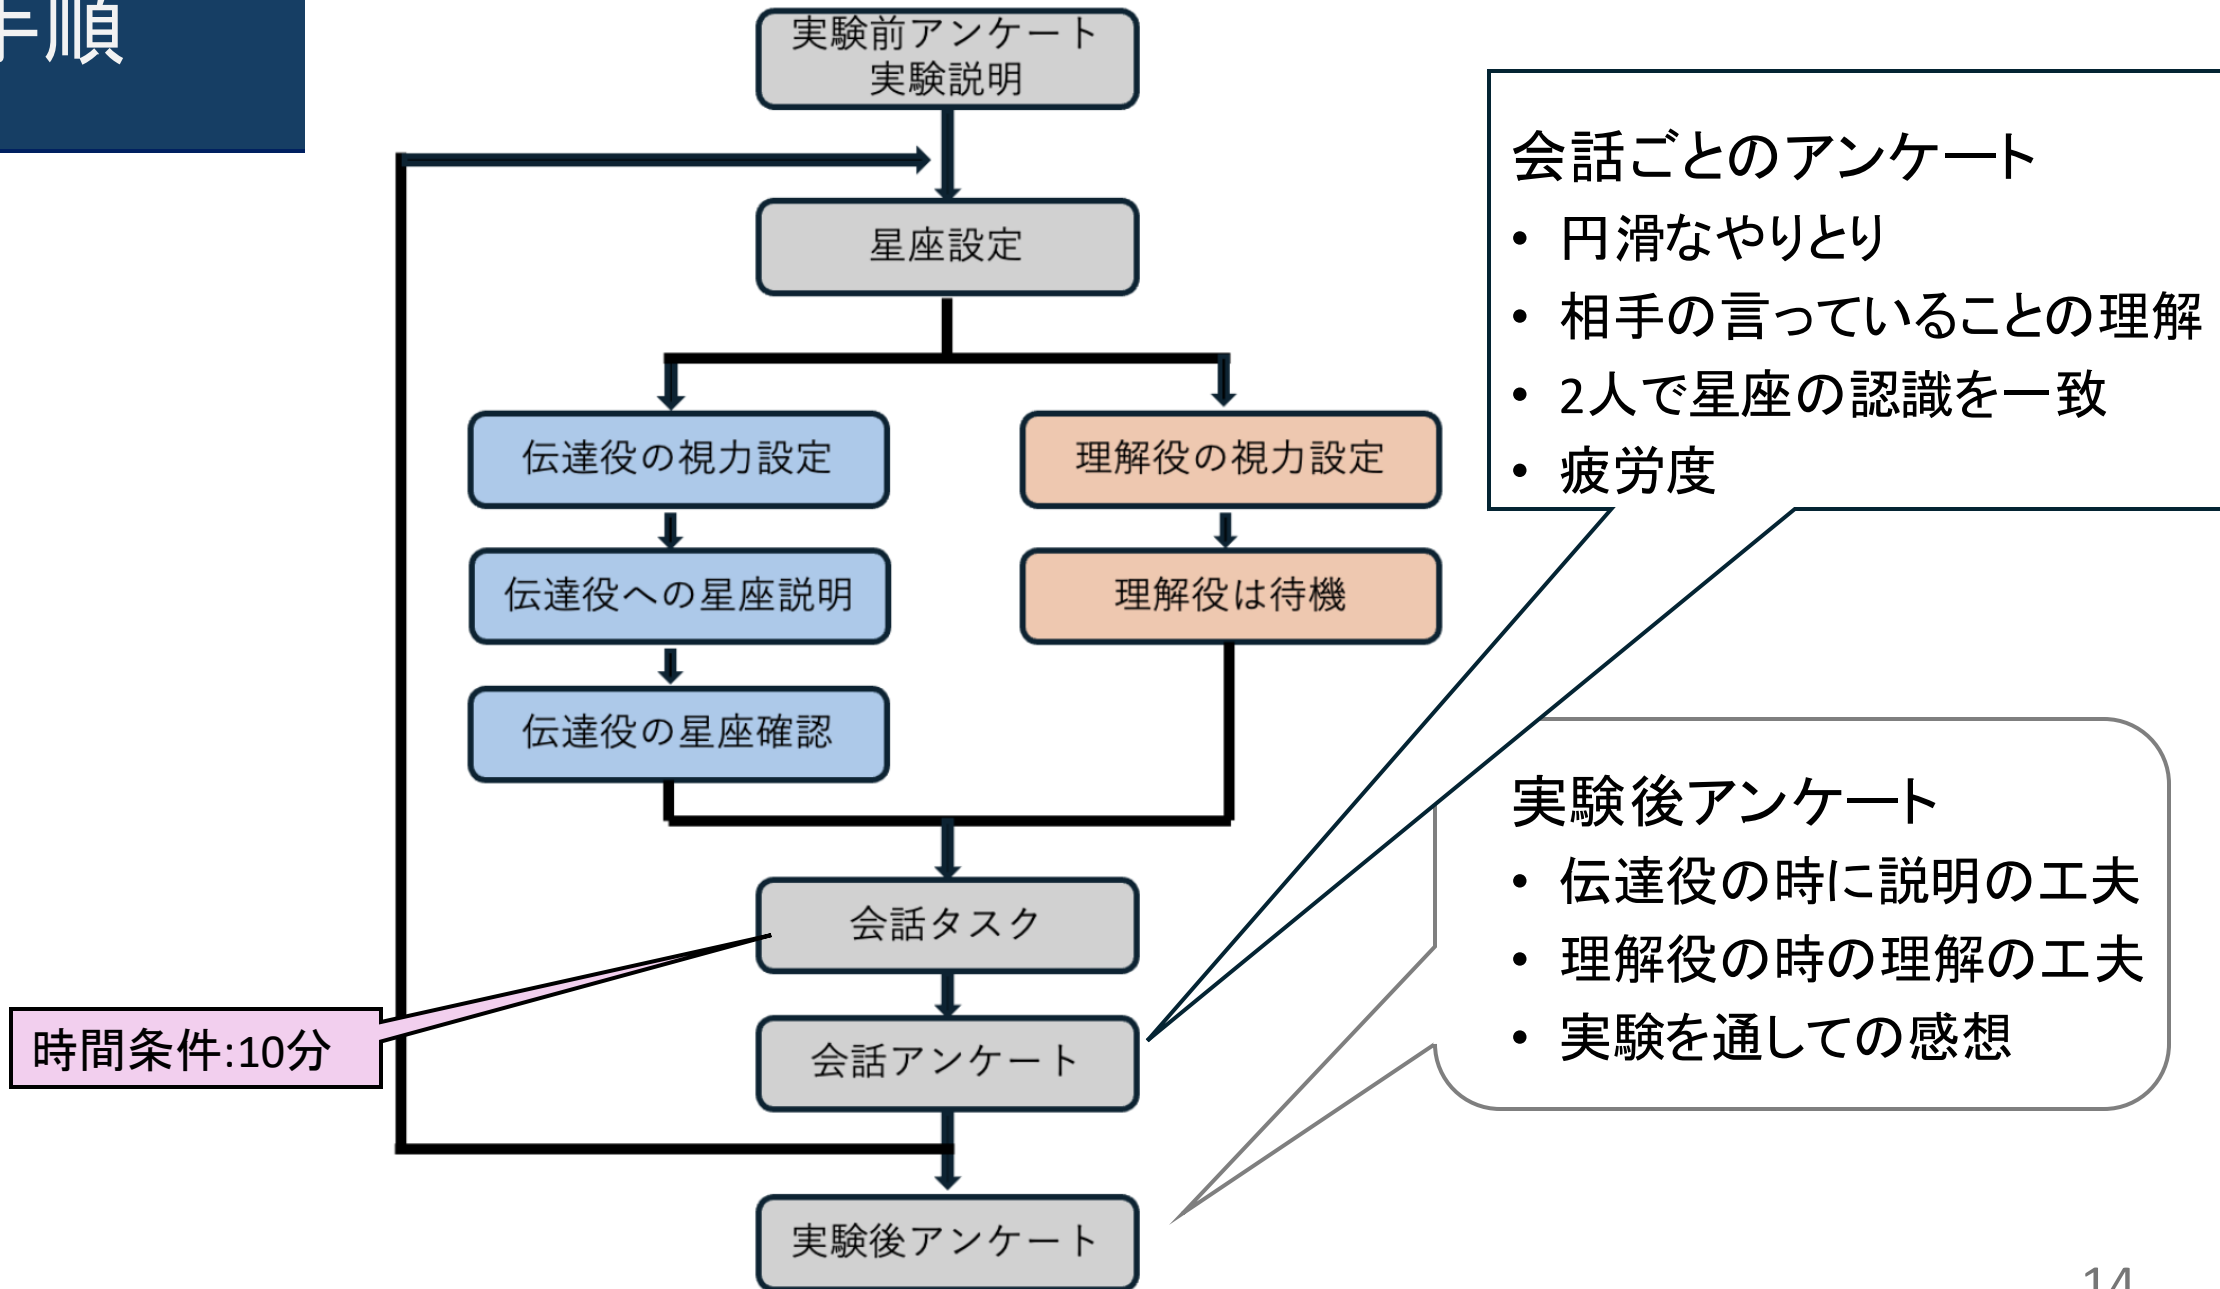 手順
実験前アンケート
実験説明
星座設定
伝達役の視力設定
理解役の視力設定
伝達役への星座説明
理解役は待機
伝達役の星座確認
会話タスク
会話アンケート
実験後アンケート
時間条件:10分
会話ごとのアンケート
• 円滑なやりとり
• 相手の言っていることの理解
• 2人で星座の認識を一致
• 疲労度
実験後アンケート
• 伝達役の時に説明の工夫
• 理解役の時の理解の工夫
• 実験を通しての感想
14